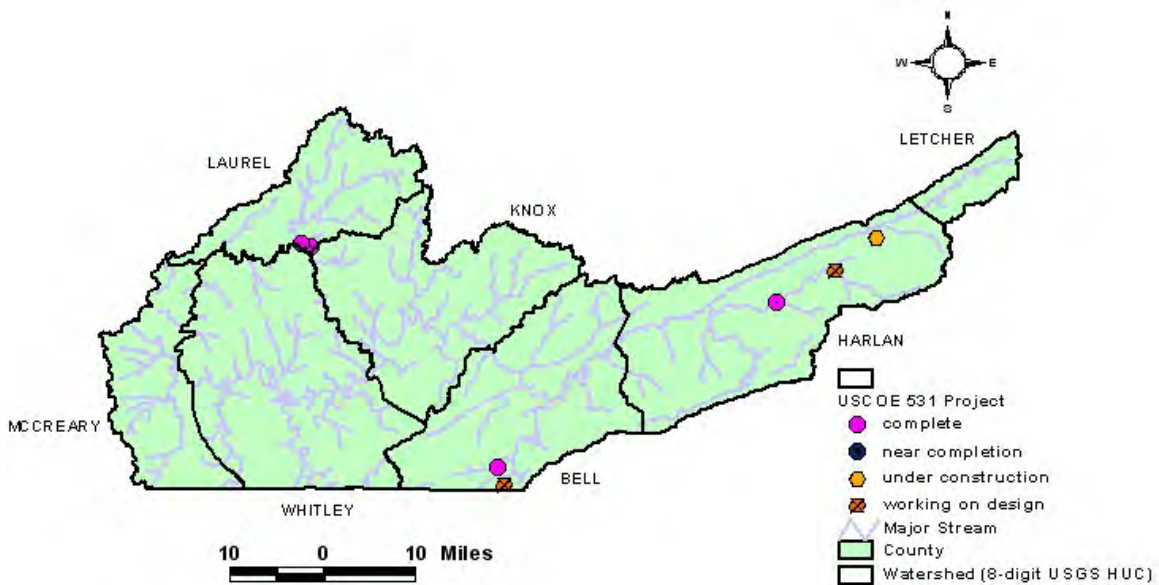 N
W E
S
LETCHER
LAUREL
KNOX
HARLAN
MCCREARY
BELL
WHITLEY
USCOE 531 Project
complete
near completion
under construction
working on design
Major Stream
County
Watershed (8-digit USGS HUC)
10 0 10 Miles